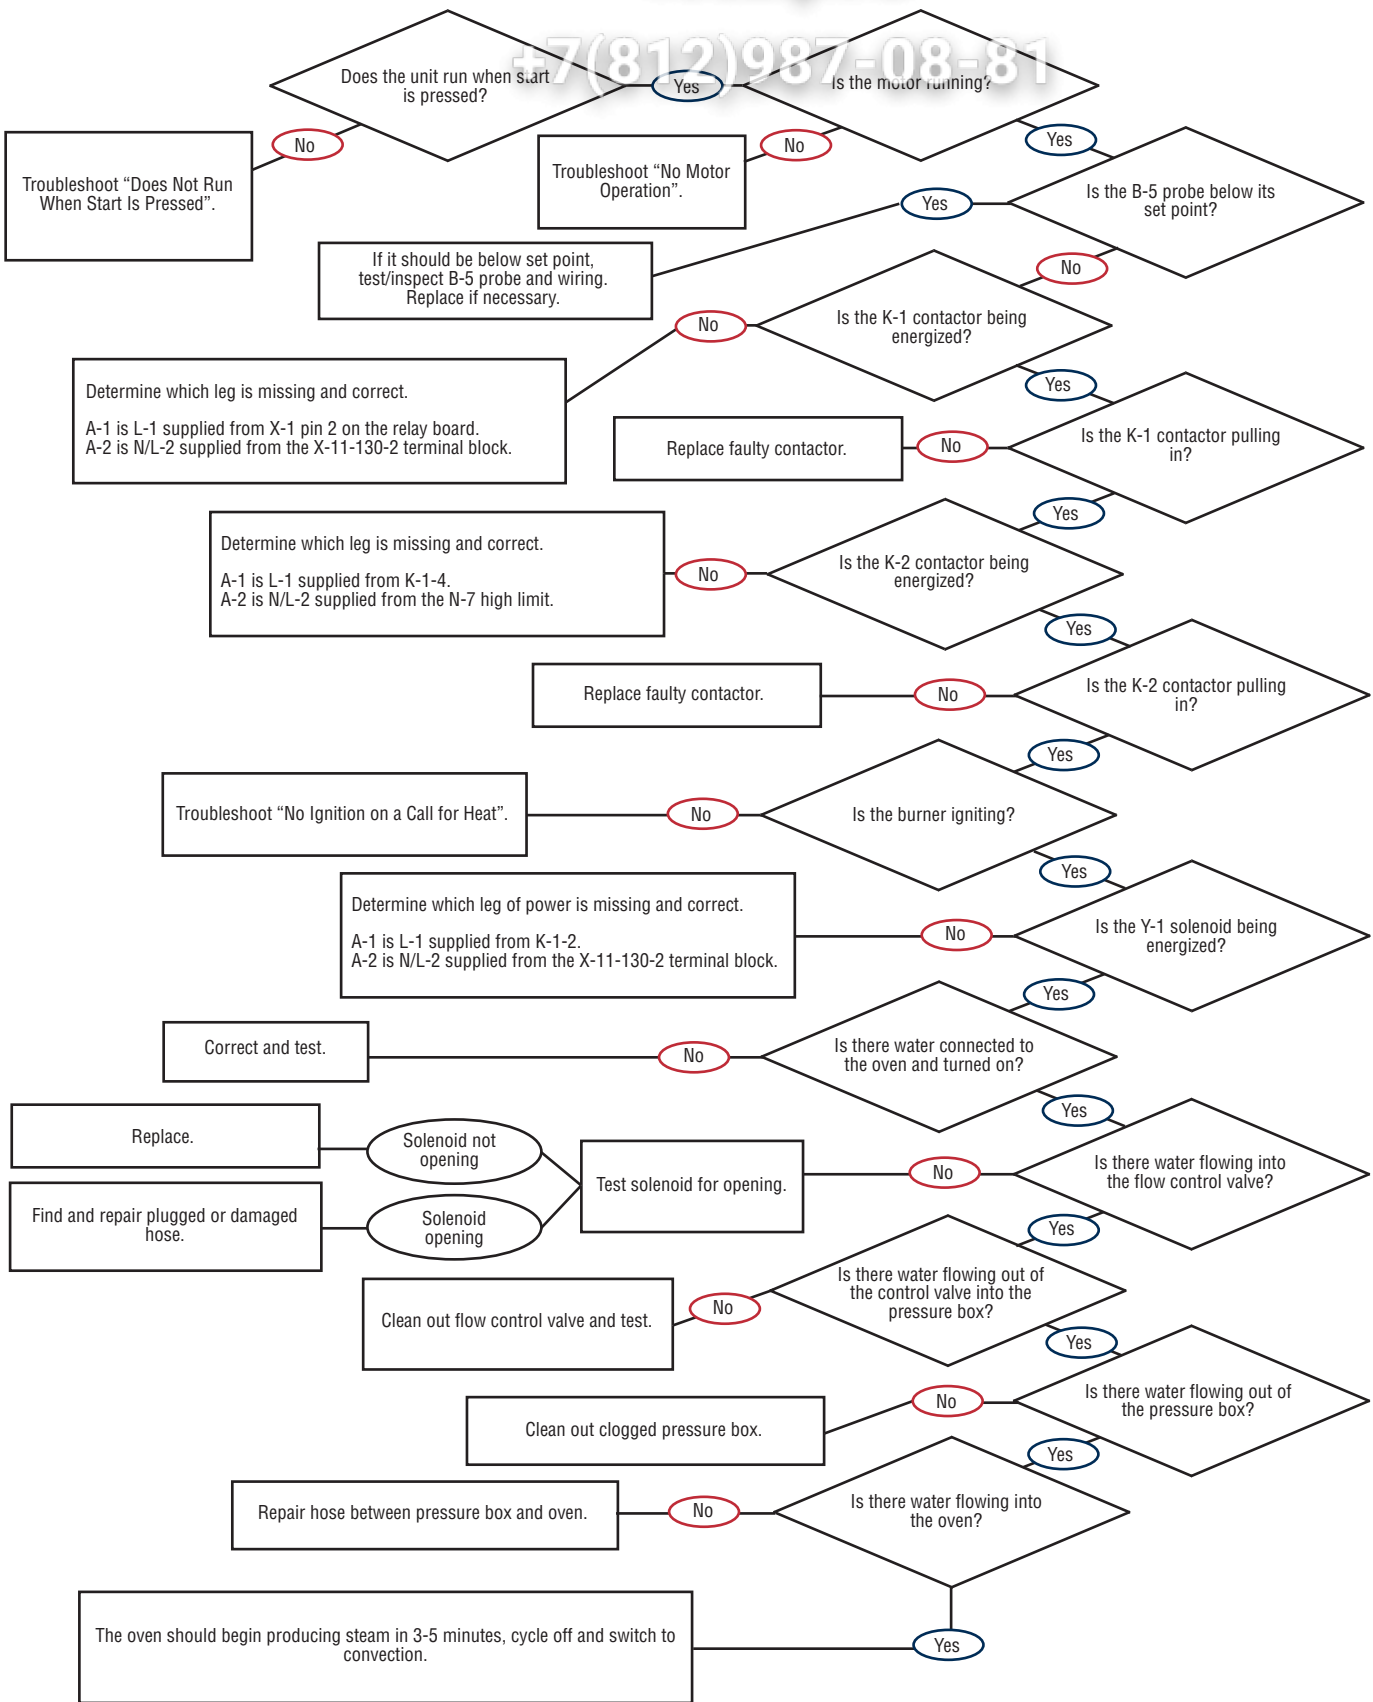 +7(812)987-08-81
Does the unit run when start
is pressed?
Yes
Is the motor running?
No
Troubleshoot “Does Not Run
When Start Is Pressed”.
No
Troubleshoot “No Motor
Operation”.
Yes
Is the B-5 probe below its
set point?
Yes
If it should be below set point,
test/inspect B-5 probe and wiring.
Replace if necessary.
No
Is the K-1 contactor being
energized?
No
Determine which leg is missing and correct.
A-1 is L-1 supplied from X-1 pin 2 on the relay board.
A-2 is N/L-2 supplied from the X-11-130-2 terminal block.
Yes
Is the K-1 contactor pulling
in?
No
Replace faulty contactor.
Yes
Is the K-2 contactor being
energized?
No
Determine which leg is missing and correct.
A-1 is L-1 supplied from K-1-4.
A-2 is N/L-2 supplied from the N-7 high limit.
Yes
Is the K-2 contactor pulling
in?
No
Replace faulty contactor.
Yes
Is the burner igniting?
No
Troubleshoot “No Ignition on a Call for Heat”.
Yes
Is the Y-1 solenoid being
energized?
No
Determine which leg of power is missing and correct.
A-1 is L-1 supplied from K-1-2.
A-2 is N/L-2 supplied from the X-11-130-2 terminal block.
Yes
Is there water connected to
the oven and turned on?
No
Correct and test.
Yes
Is there water flowing into
the flow control valve?
No
Test solenoid for opening.
Solenoid not
opening
Replace.
Solenoid
opening
Find and repair plugged or damaged
hose.
Yes
Is there water flowing out of
the control valve into the
pressure box?
No
Clean out flow control valve and test.
Yes
Is there water flowing out of
the pressure box?
No
Clean out clogged pressure box.
Yes
Is there water flowing into
the oven?
No
Repair hose between pressure box and oven.
Yes
The oven should begin producing steam in 3-5 minutes, cycle off and switch to
convection.